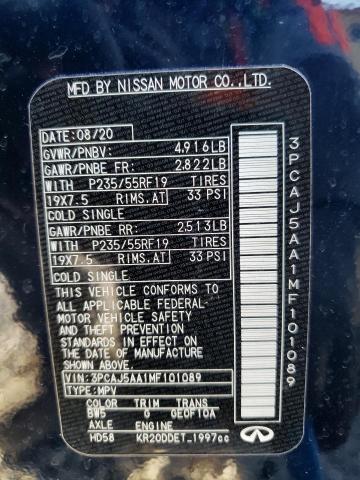 MFD BY NISSAN MOTOR CO.,LTD.
DATE: 08/20
GVWR/PNBV: 4,916LB
GAWR/PNBE FR: 2,822LB
WITH P235/55RF19 TIRES
19X7.5 RIMS,AT 33 PSI
COLD SINGLE
GAWR/PNBE RR: 2,513LB
WITH P235/55RF19 TIRES
19X7.5 RIMS,AT 33 PSI
COLD SINGLE
THIS VEHICLE CONFORMS TO
ALL APPLICABLE FEDERAL
MOTOR VEHICLE SAFETY
AND THEFT PREVENTION
STANDARDS IN EFFECT
ON THE DATE OF
MANUFACTURE SHOWN ABOVE.
VIN: 3PCAJ5AA1MF101089
TYPE: MPV
COLOR TRIM TRANS
BW5 G GE0F10A
AXLE ENGINE
HD58 KR20DDET_1997cc
3PCAJ5AA1MF101089